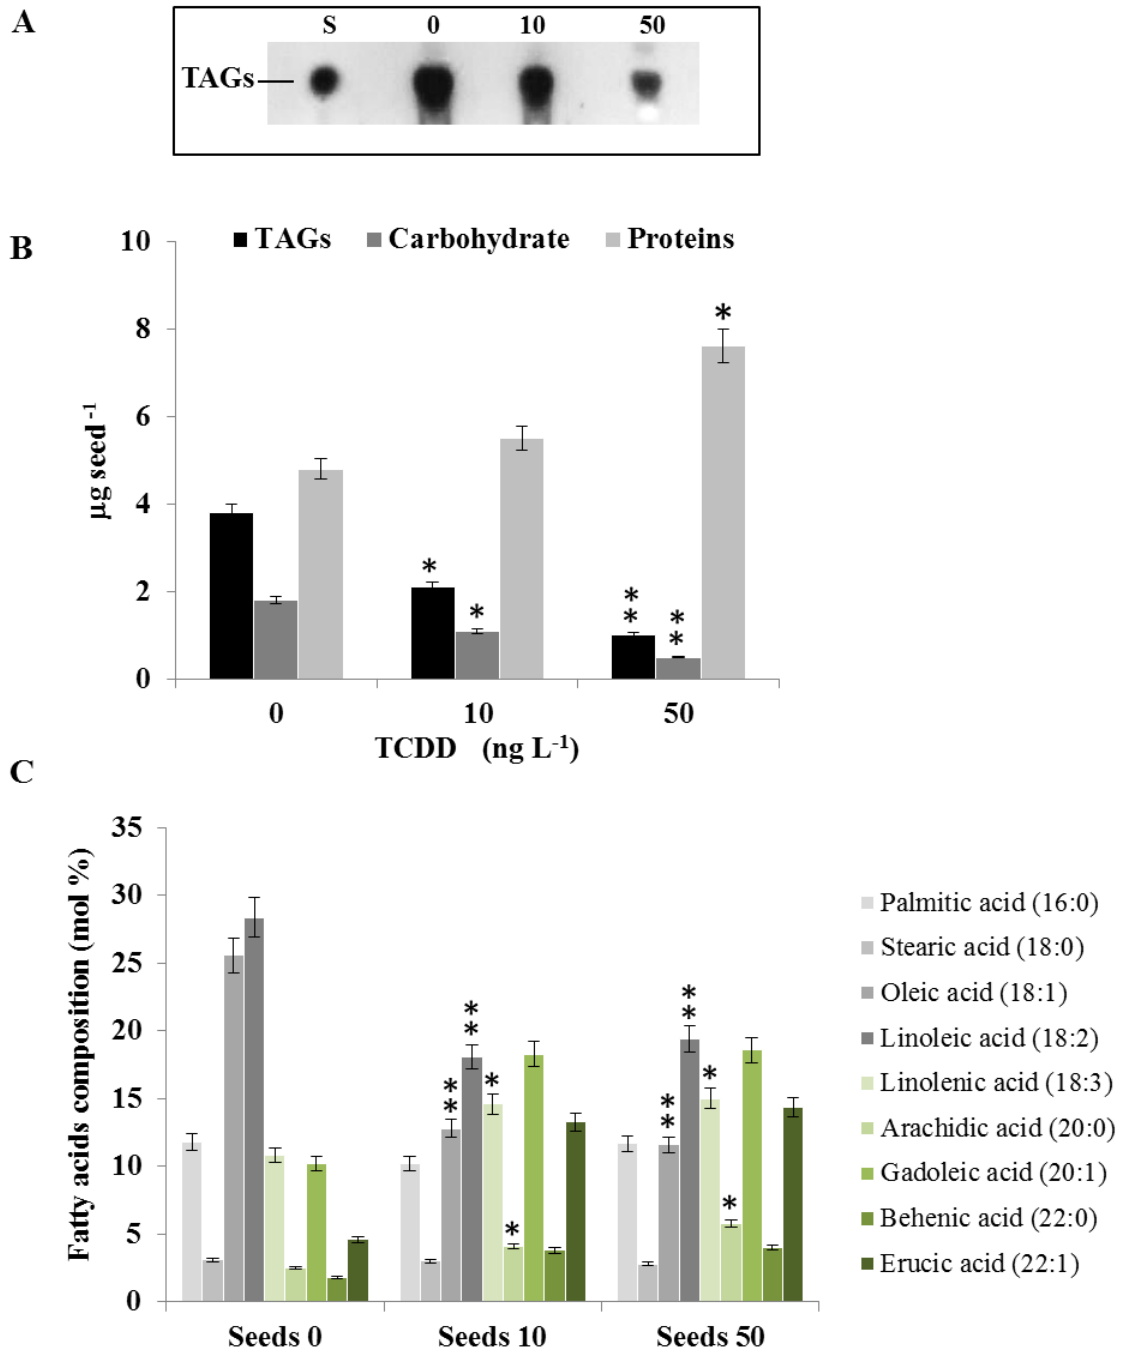 A
S 0 10 50
TAGs
B
TAGs Carbohydrate Proteins
10
8
6
4
2
0
µg seed-1
*
*
*
*
*
*
*
0 10 50
TCDD (ng L-1)
C
35
30
25
20
15
10
5
0
Fatty acids composition (mol %)
*
*
*
*
*
*
*
*
*
*
*
*
Seeds 0 Seeds 10 Seeds 50
Palmitic acid (16:0)
Stearic acid (18:0)
Oleic acid (18:1)
Linoleic acid (18:2)
Linolenic acid (18:3)
Arachidic acid (20:0)
Gadoleic acid (20:1)
Behenic acid (22:0)
Erucic acid (22:1)